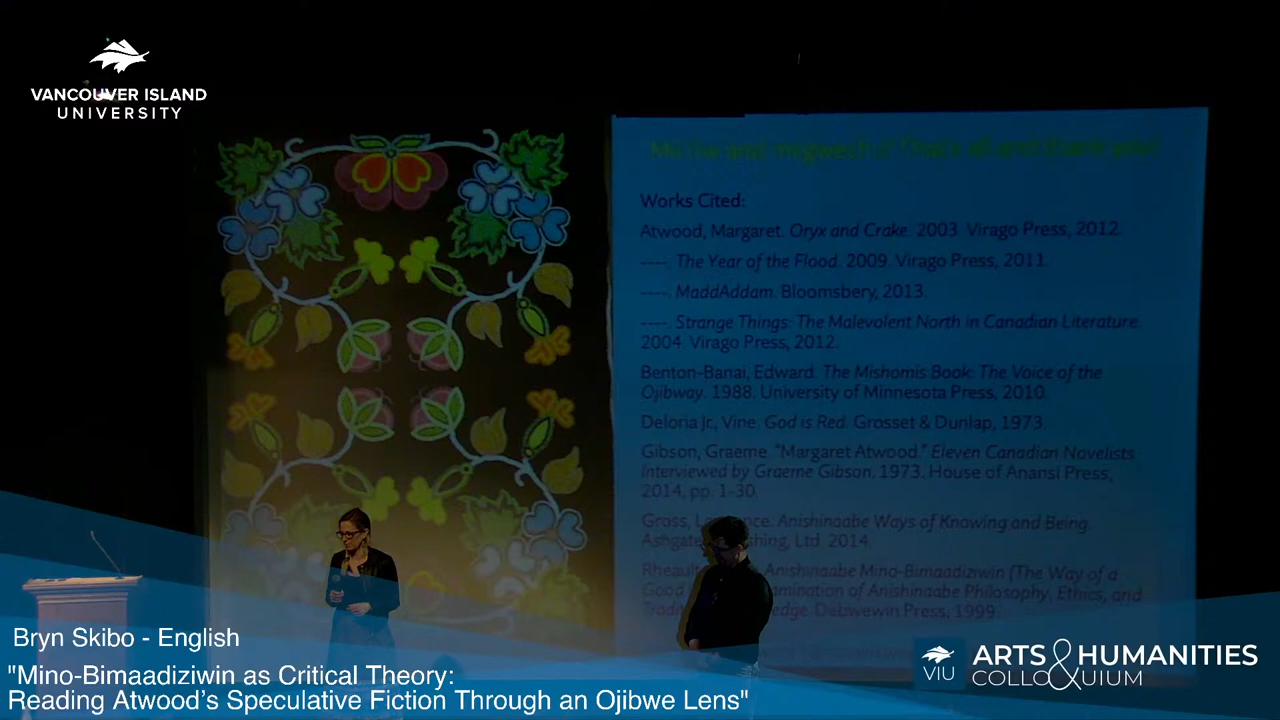 VANCOUVER ISLAND
UNIVERSITY
Works Cited:
Atwood, Margaret. Oryx and Crake. 2003. Virago Press, 2012.
----. The Year of the Flood. 2009. Virago Press, 2011.
----. MaddAddam. Bloomsbery, 2013.
----. Strange Things: The Malevolent North in Canadian Literature.
2004. Virago Press, 2012.
Benton-Banai, Edward. The Mishomis Book: The Voice of the
Ojibway. 1988. University of Minnesota Press, 2010.
Deloria Jr., Vine. God is Red. Grosset & Dunlap, 1973.
Gibson, Graeme. "Margaret Atwood." Eleven Canadian Novelists
Interviewed by Graeme Gibson. 1973. House of Anansi Press,
2014, pp. 1-30.
Gross, Anishinaabe Ways of Knowing and Being.
Ltd. 2014.
Anishinaabe Mino-Bimaadiziwin (The Way of a
Good of Anishinaabe Philosophy, Ethics, and
Debwewin Press, 1999.
Bryn Skibo - English
"Mino-Bimaadiziwin as Critical Theory:
Reading Atwood's Speculative Fiction Through an Ojibwe Lens"
VIU
ARTS & HUMANITIES
COLLOQUIUM